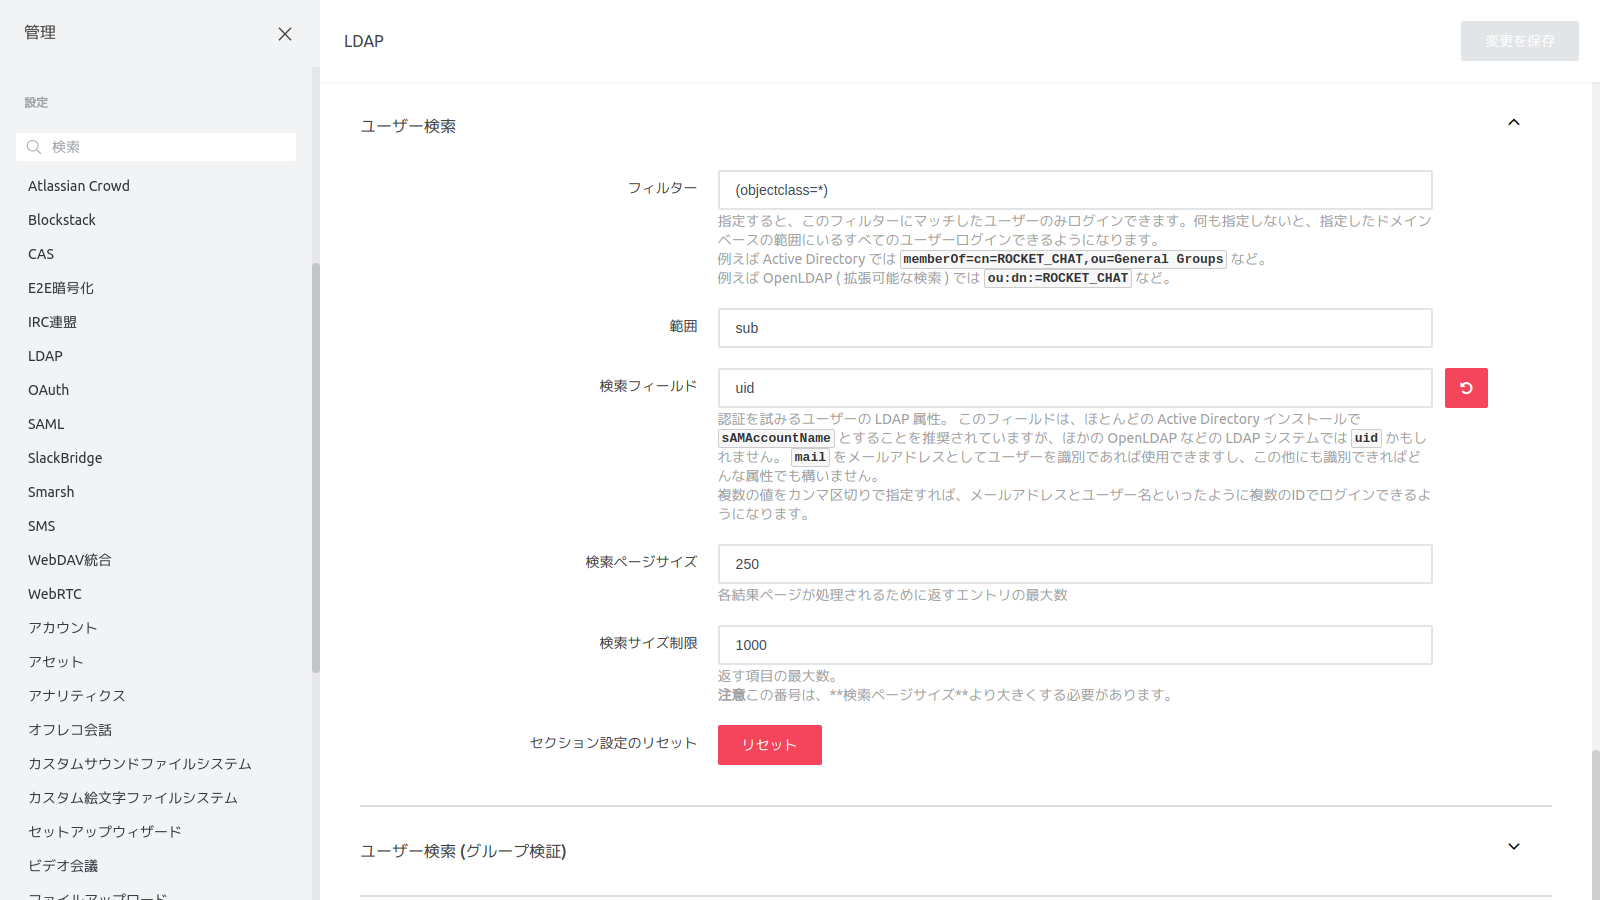 管理
設定
検索
Atlassian Crowd
Blockstack
CAS
E2E暗号化
IRC連盟
LDAP
OAuth
SAML
SlackBridge
Smarsh
SMS
WebDAV統合
WebRTC
アカウント
アセット
アナリティクス
オフレコ会話
カスタムサウンドファイルシステム
カスタム絵文字ファイルシステム
セットアップウィザード
ビデオ会議
ファイルアップロード
LDAP
変更を保存
ユーザー検索
フィルター
(objectclass=*)
指定すると、このフィルターにマッチしたユーザーのみログインできます。何も指定しないと、指定したドメイン
ベースの範囲にいるすべてのユーザーログインできるようになります。
例えば Active Directory では memberOf=cn=ROCKET_CHAT,ou=General Groups など。
例えば OpenLDAP ( 拡張可能な検索 ) では ou:dn:=ROCKET_CHAT など。
範囲
sub
検索フィールド
uid
認証を試みるユーザーの LDAP 属性。 このフィールドは、ほとんどの Active Directory インストールで
sAMAccountName とすることを推奨されていますが、ほかの OpenLDAP などの LDAP システムでは uid かもし
れません。 mail をメールアドレスとしてユーザーを識別であれば使用できますし、この他にも識別できればど
んな属性でも構いません。
複数の値をカンマ区切りで指定すれば、メールアドレスとユーザー名といったように複数のIDでログインできるよ
うになります。
検索ページサイズ
250
各結果ページが処理されるために返すエントリの最大数
検索サイズ制限
1000
返す項目の最大数。
注意この番号は、**検索ページサイズ**より大きくする必要があります。
セクション設定のリセット
リセット
ユーザー検索 (グループ検証)